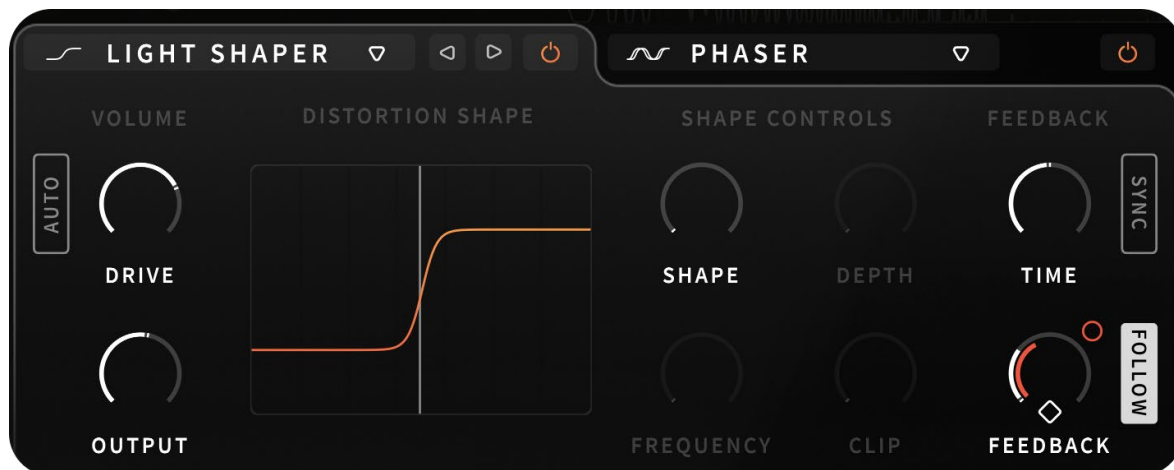 LIGHT SHAPER
PHASER
VOLUME
DISTORTION SHAPE
SHAPE CONTROLS
FEEDBACK
AUTO
SYNC
DRIVE
SHAPE
DEPTH
TIME
FOLLOW
OUTPUT
FREQUENCY
CLIP
FEEDBACK